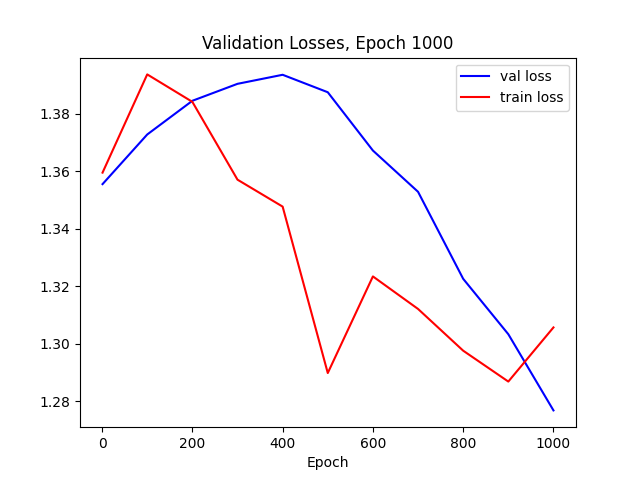 Validation Losses, Epoch 1000
val loss
train loss
1.38
1.36
1.34
1.32
1.30
1.28
0 200 400 600 800 1000
Epoch